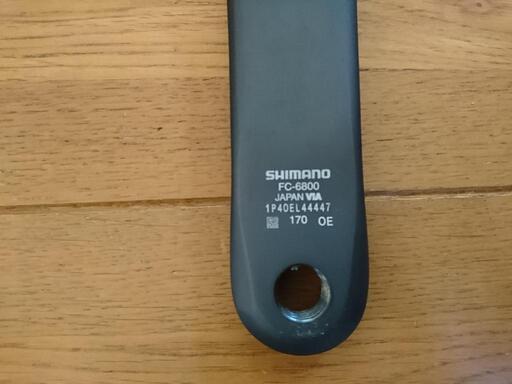 SHIMANO
FC-6800
JAPAN VIA
1P40EL44447
170 OE